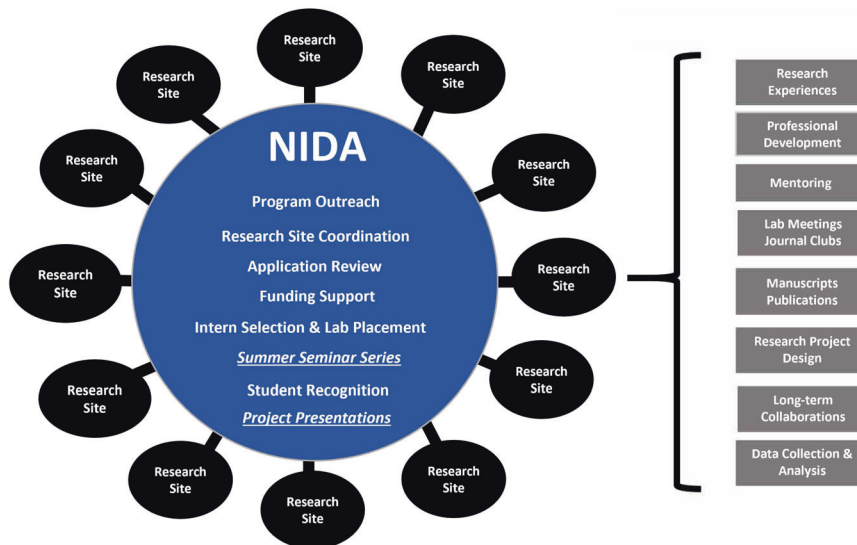 Research
Site
Research
Site
Research
Site
Research
Site
Research
Site
Research
Site
Research
Site
Research
Site
Research
Site
Research
Site
Research
Site
Research
Site
NIDA
Program Outreach
Research Site Coordination
Application Review
Funding Support
Intern Selection & Lab Placement
Summer Seminar Series
Student Recognition
Project Presentations
Research
Experiences
Professional
Development
Mentoring
Lab Meetings
Journal Clubs
Manuscripts
Publications
Research Project
Design
Long-term
Collaborations
Data Collection &
Analysis